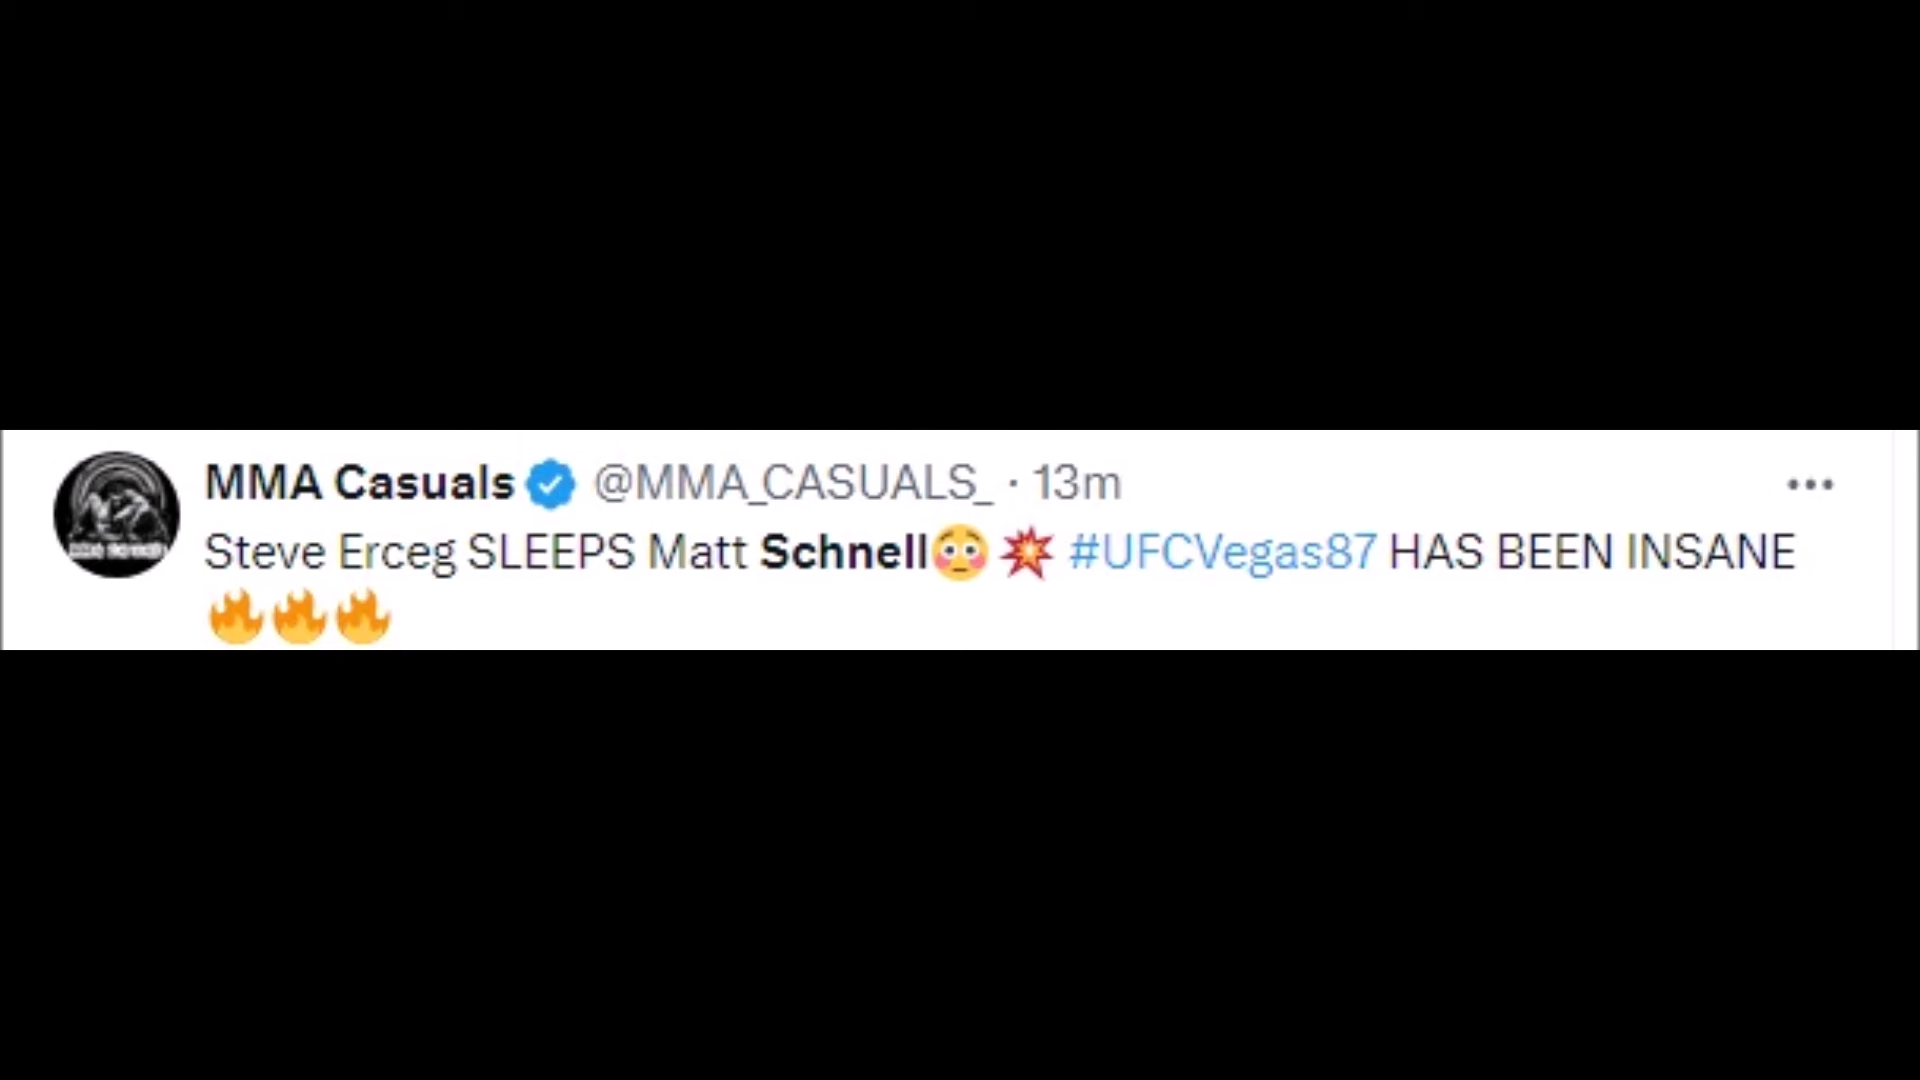 MMA Casuals @MMA_CASUALS_ · 13m
Steve Erceg SLEEPS Matt Schnell😳 💥 #UFCVegas87 HAS BEEN INSANE
🔥🔥🔥